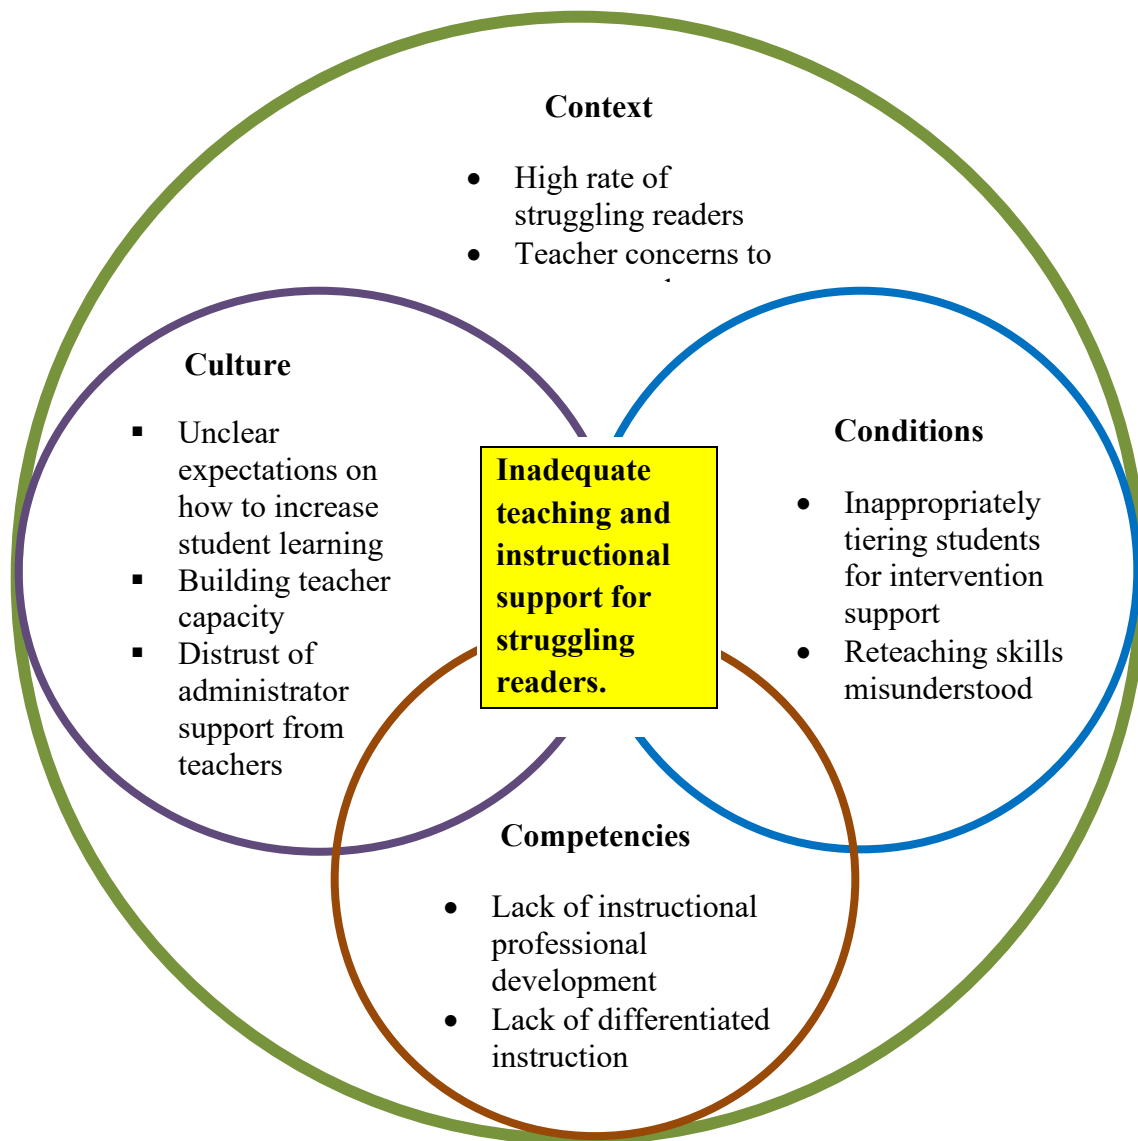 Context
• High rate of
struggling readers
• Teacher concerns to
Culture
▪ Unclear
expectations on
how to increase
student learning
▪ Building teacher
capacity
▪ Distrust of
administrator
support from
teachers
Inadequate
teaching and
instructional
support for
struggling
readers.
Conditions
• Inappropriately
tiering students
for intervention
support
• Reteaching skills
misunderstood
Competencies
• Lack of instructional
professional
development
• Lack of differentiated
instruction